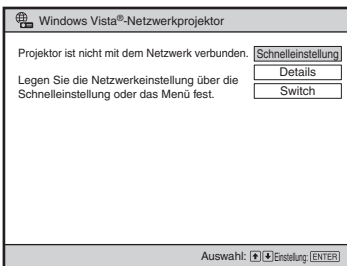 Windows Vista®-Netzwerkprojektor
Projektor ist nicht mit dem Netzwerk verbunden.
Schnelleinstellung
Details
Legen Sie die Netzwerkeinstellung über die
Schnelleinstellung oder das Menü fest.
Switch
Auswahl: Einstellung: ENTER